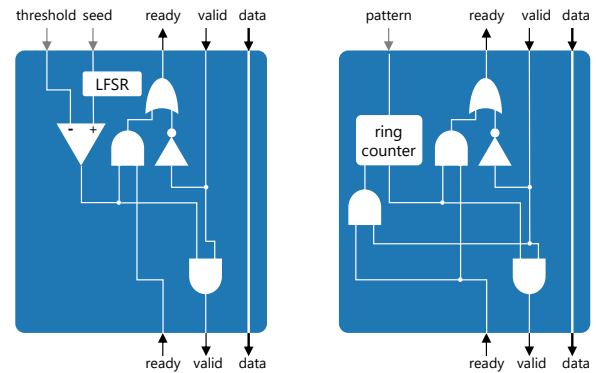 threshold seed ready valid data
LFSR
- +
ready valid data
pattern ready valid data
ring
counter
ready valid data